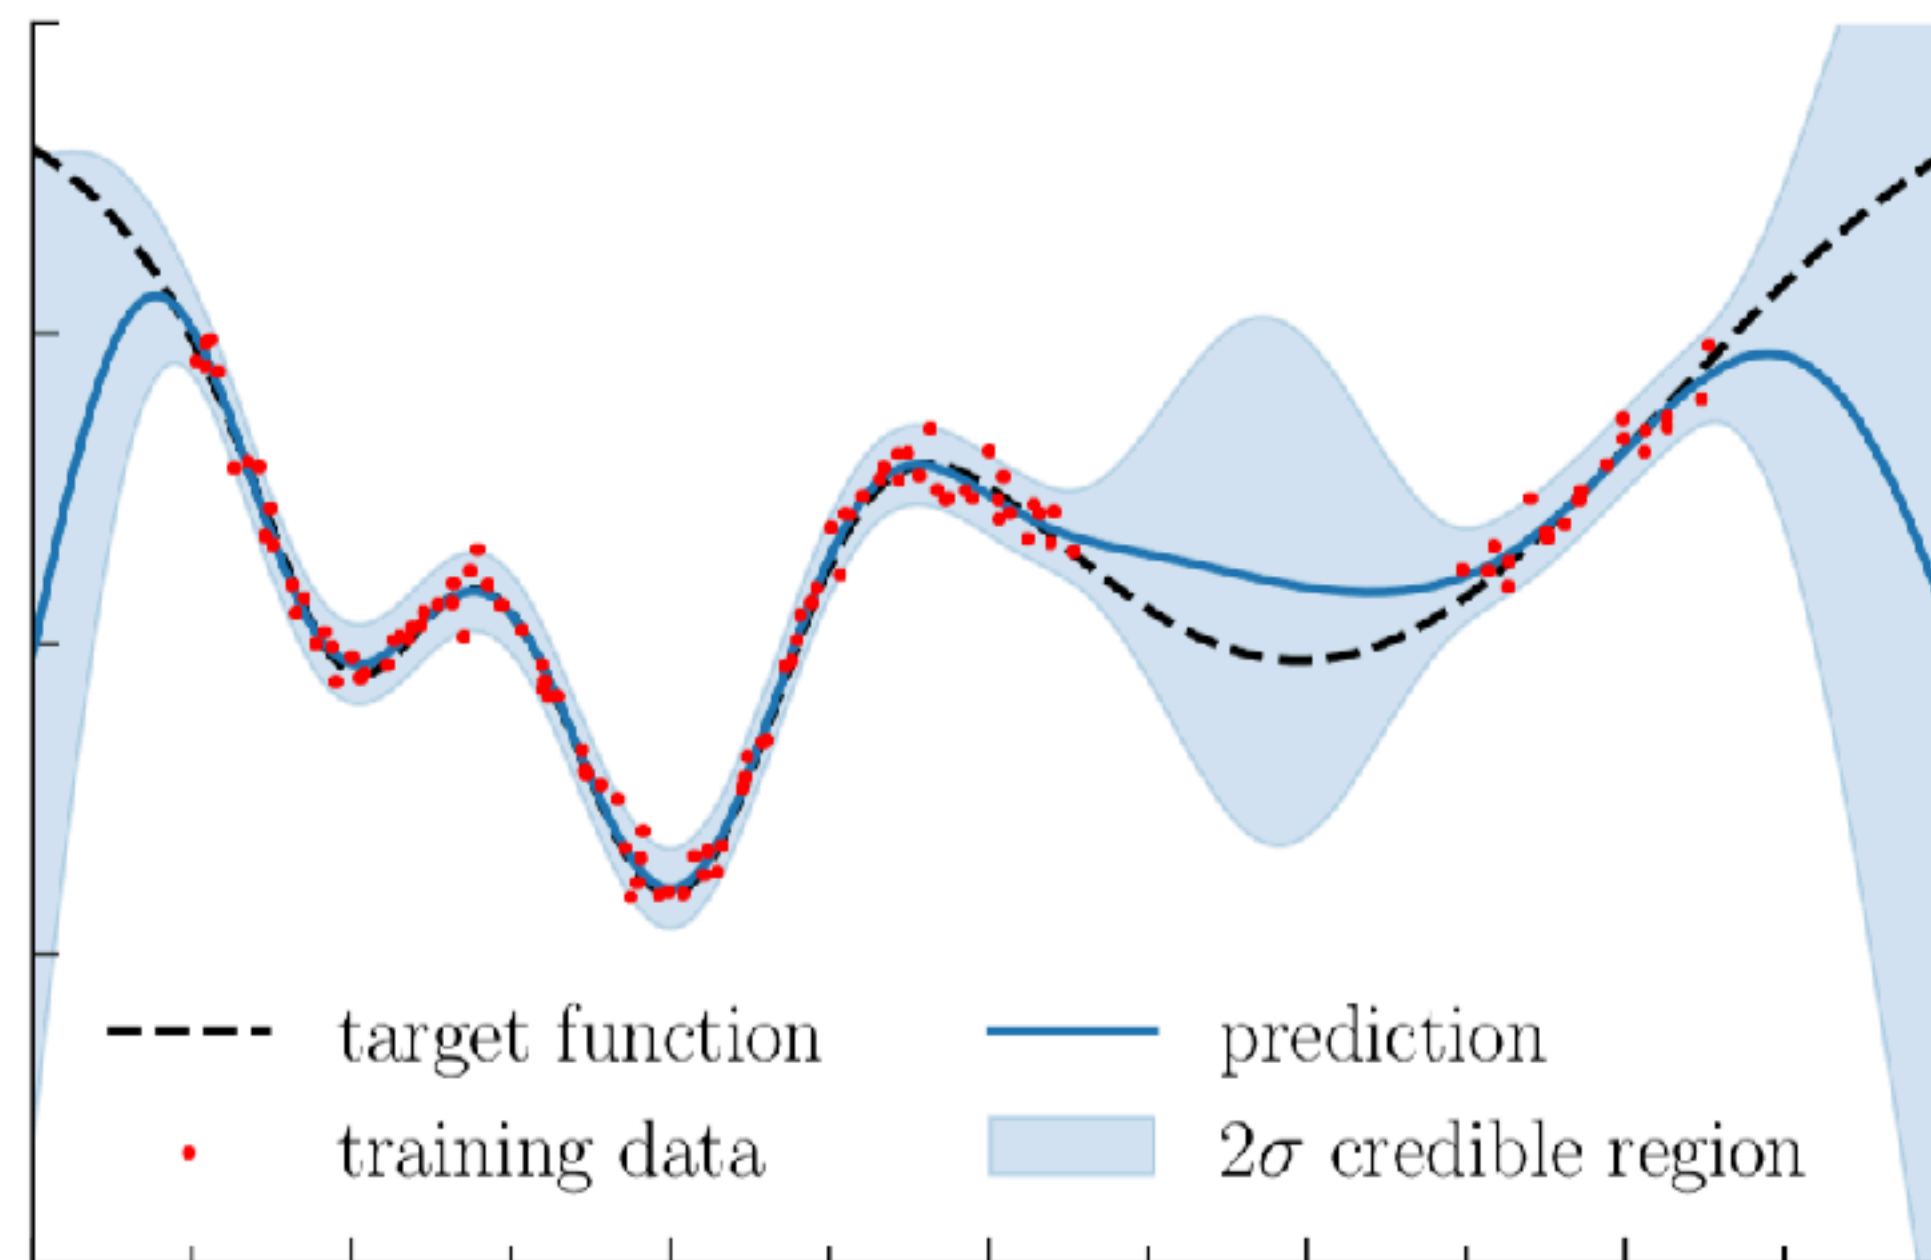 target function
prediction
training data
2σ credible region